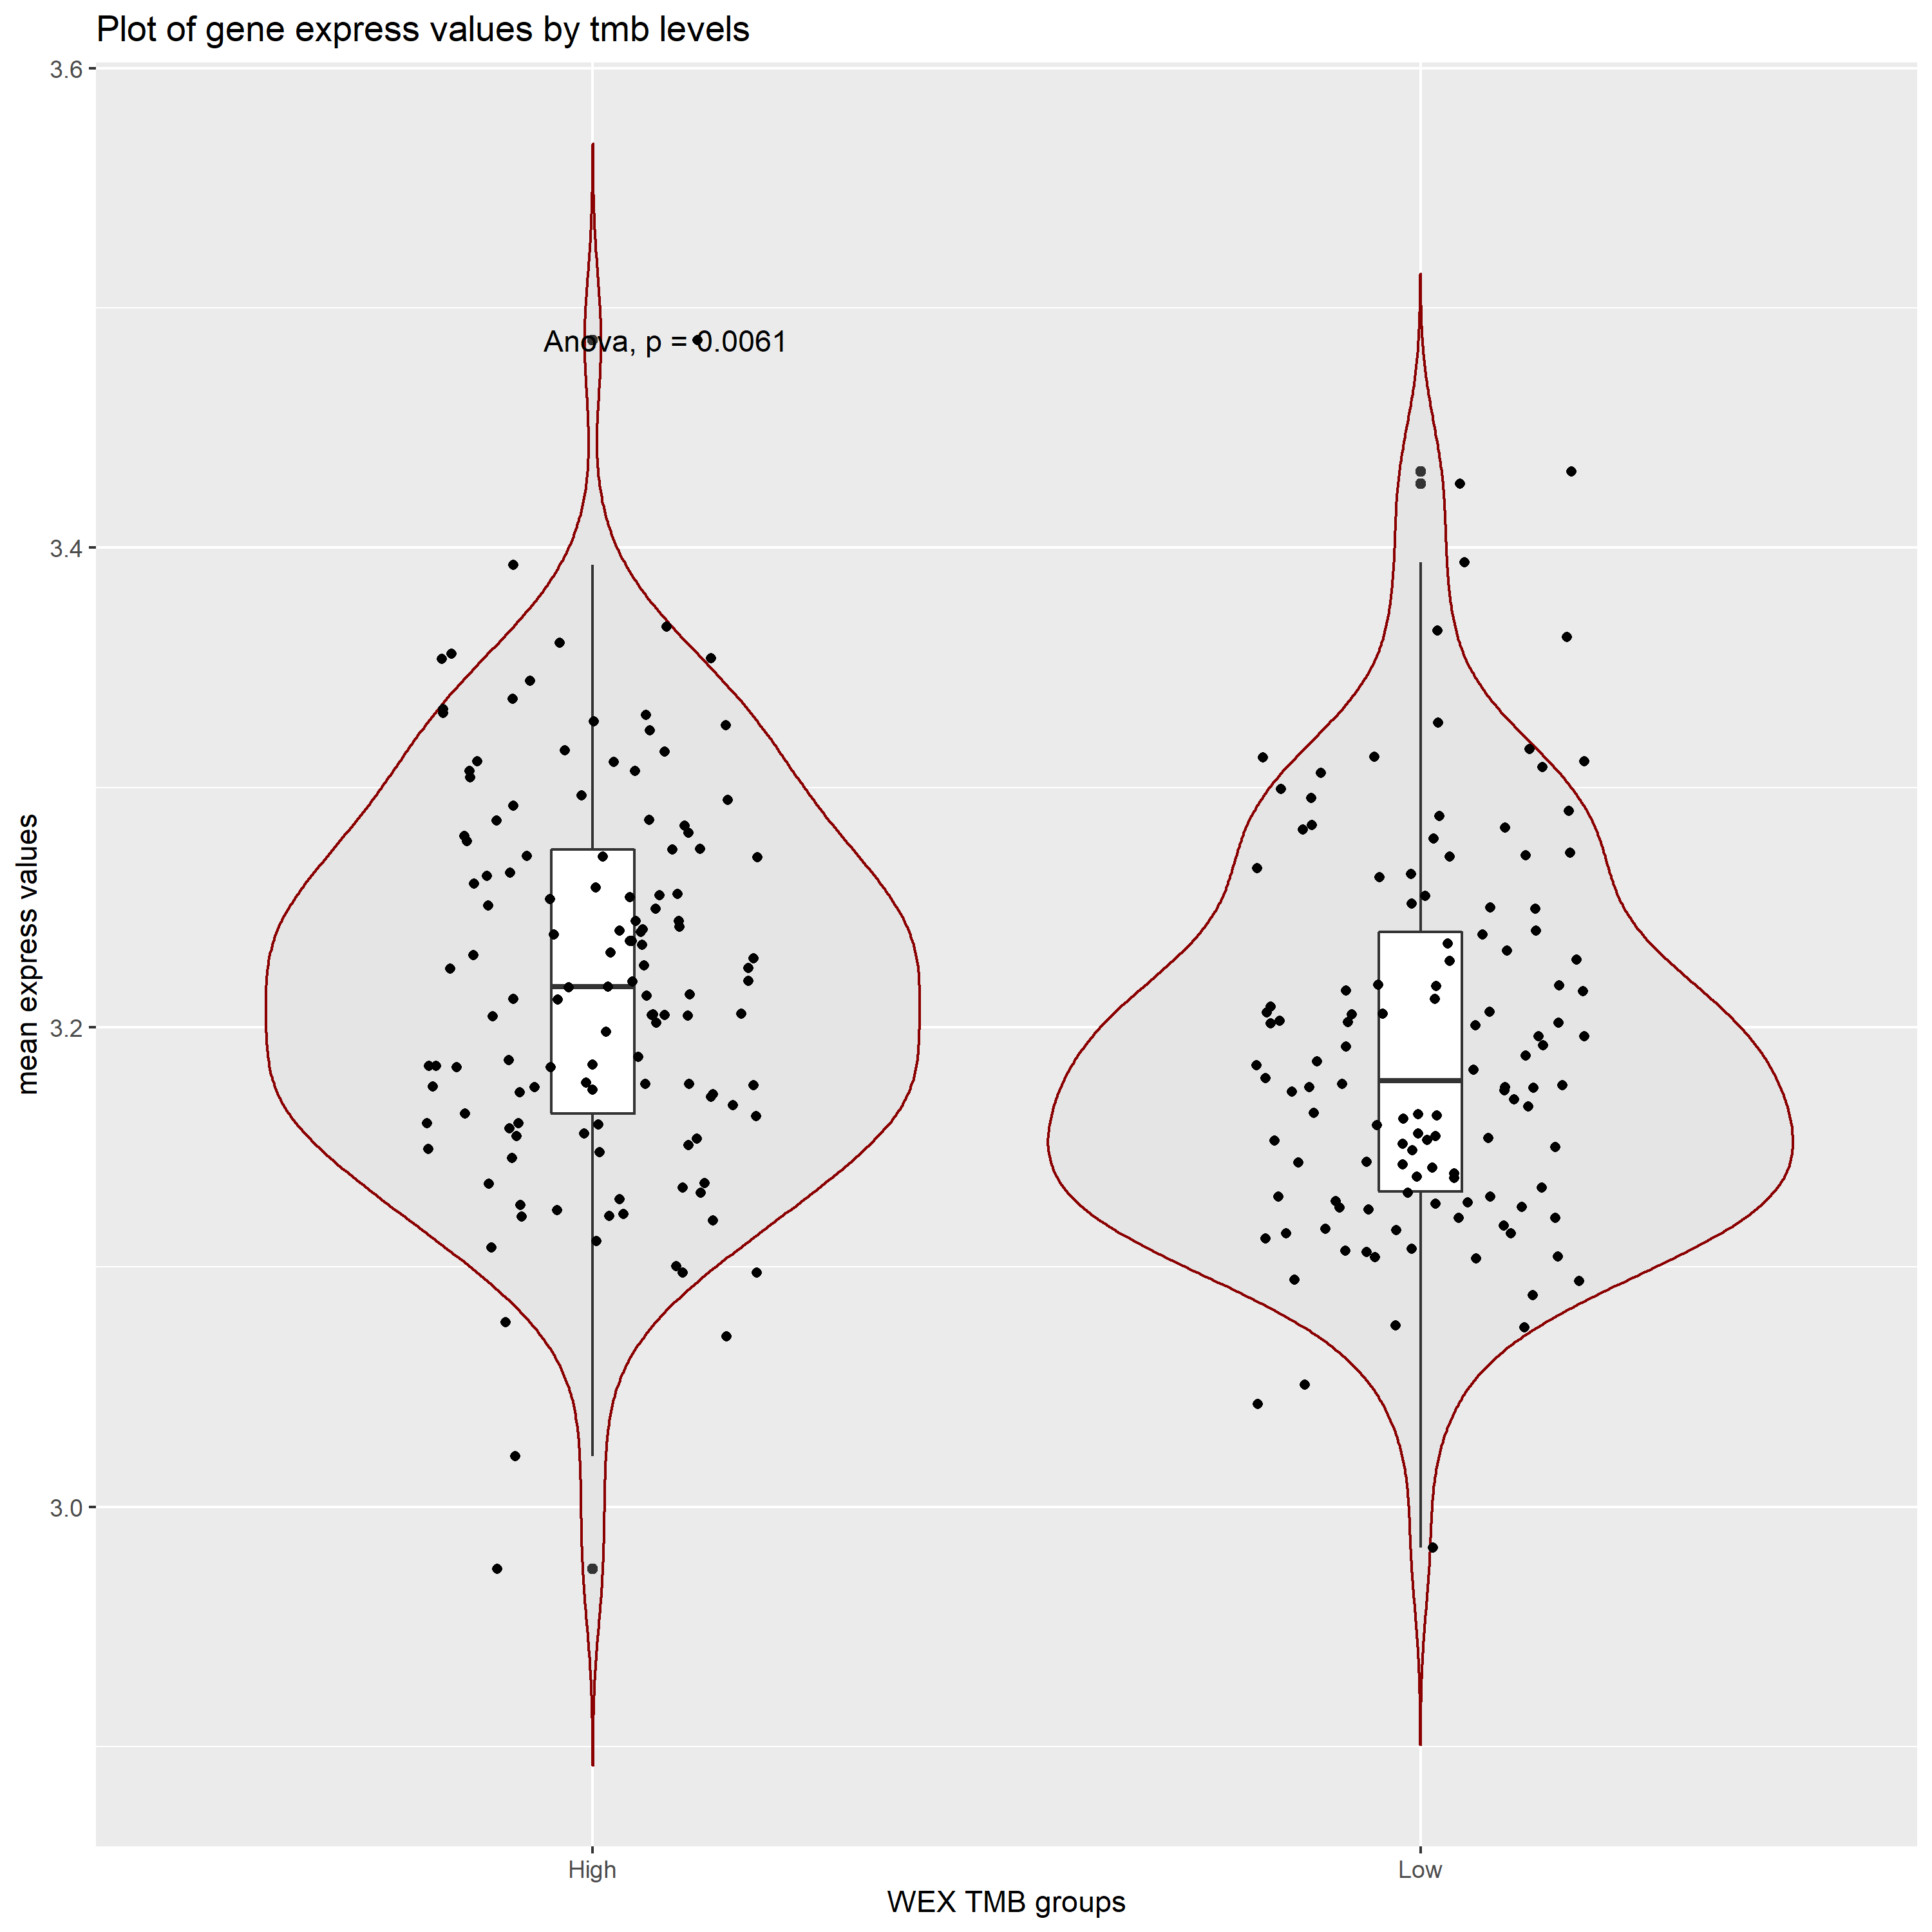 Plot of gene express values by tmb levels
3.6
Anova, p = 0.0061
3.4
mean express values
3.2
3.0
High
Low
WEX TMB groups